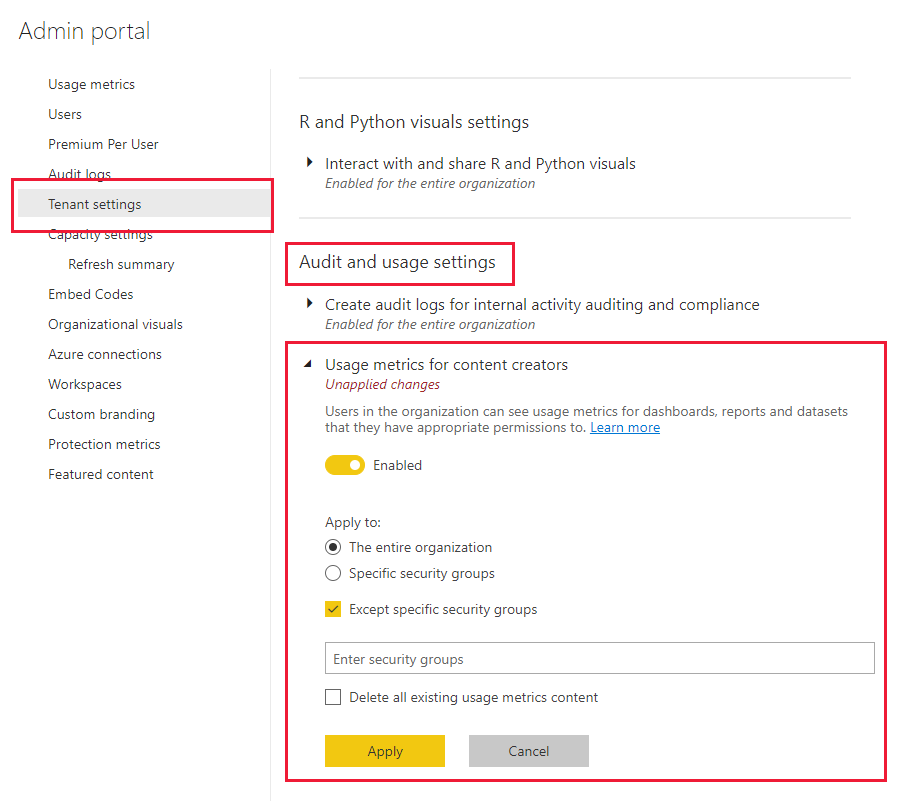 Admin portal
Usage metrics
Users
Premium Per User
Audit logs
Tenant settings
Capacity settings
Refresh summary
Embed Codes
Organizational visuals
Azure connections
Workspaces
Custom branding
Protection metrics
Featured content
R and Python visuals settings
Interact with and share R and Python visuals
Enabled for the entire organization
Audit and usage settings
Create audit logs for internal activity auditing and compliance
Enabled for the entire organization
Usage metrics for content creators
Unapplied changes
Users in the organization can see usage metrics for dashboards, reports and datasets
that they have appropriate permissions to. Learn more
Enabled
Apply to:
The entire organization
Specific security groups
Except specific security groups
Enter security groups
Delete all existing usage metrics content
Apply
Cancel